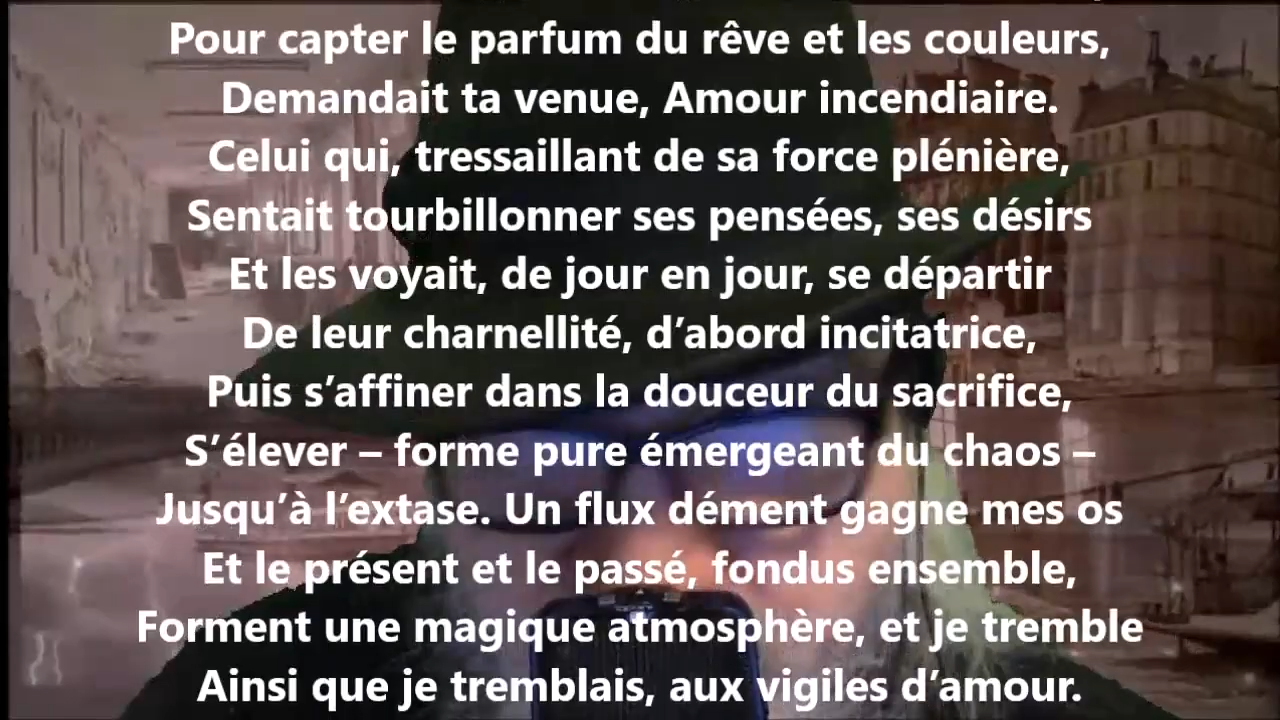 Pour capter le parfum du rêve et les couleurs,
Demandait ta venue, Amour incendiaire.
Celui qui, tressaillant de sa force plénière,
Sentait tourbillonner ses pensées, ses désirs
Et les voyait, de jour en jour, se départir
De leur charnellité, d’abord incitatrice,
Puis s’affiner dans la douceur du sacrifice,
S’élever – forme pure émergeant du chaos –
Jusqu’à l’extase. Un flux dément gagne mes os
Et le présent et le passé, fondus ensemble,
Forment une magique atmosphère, et je tremble
Ainsi que je tremblais, aux vigiles d’amour.